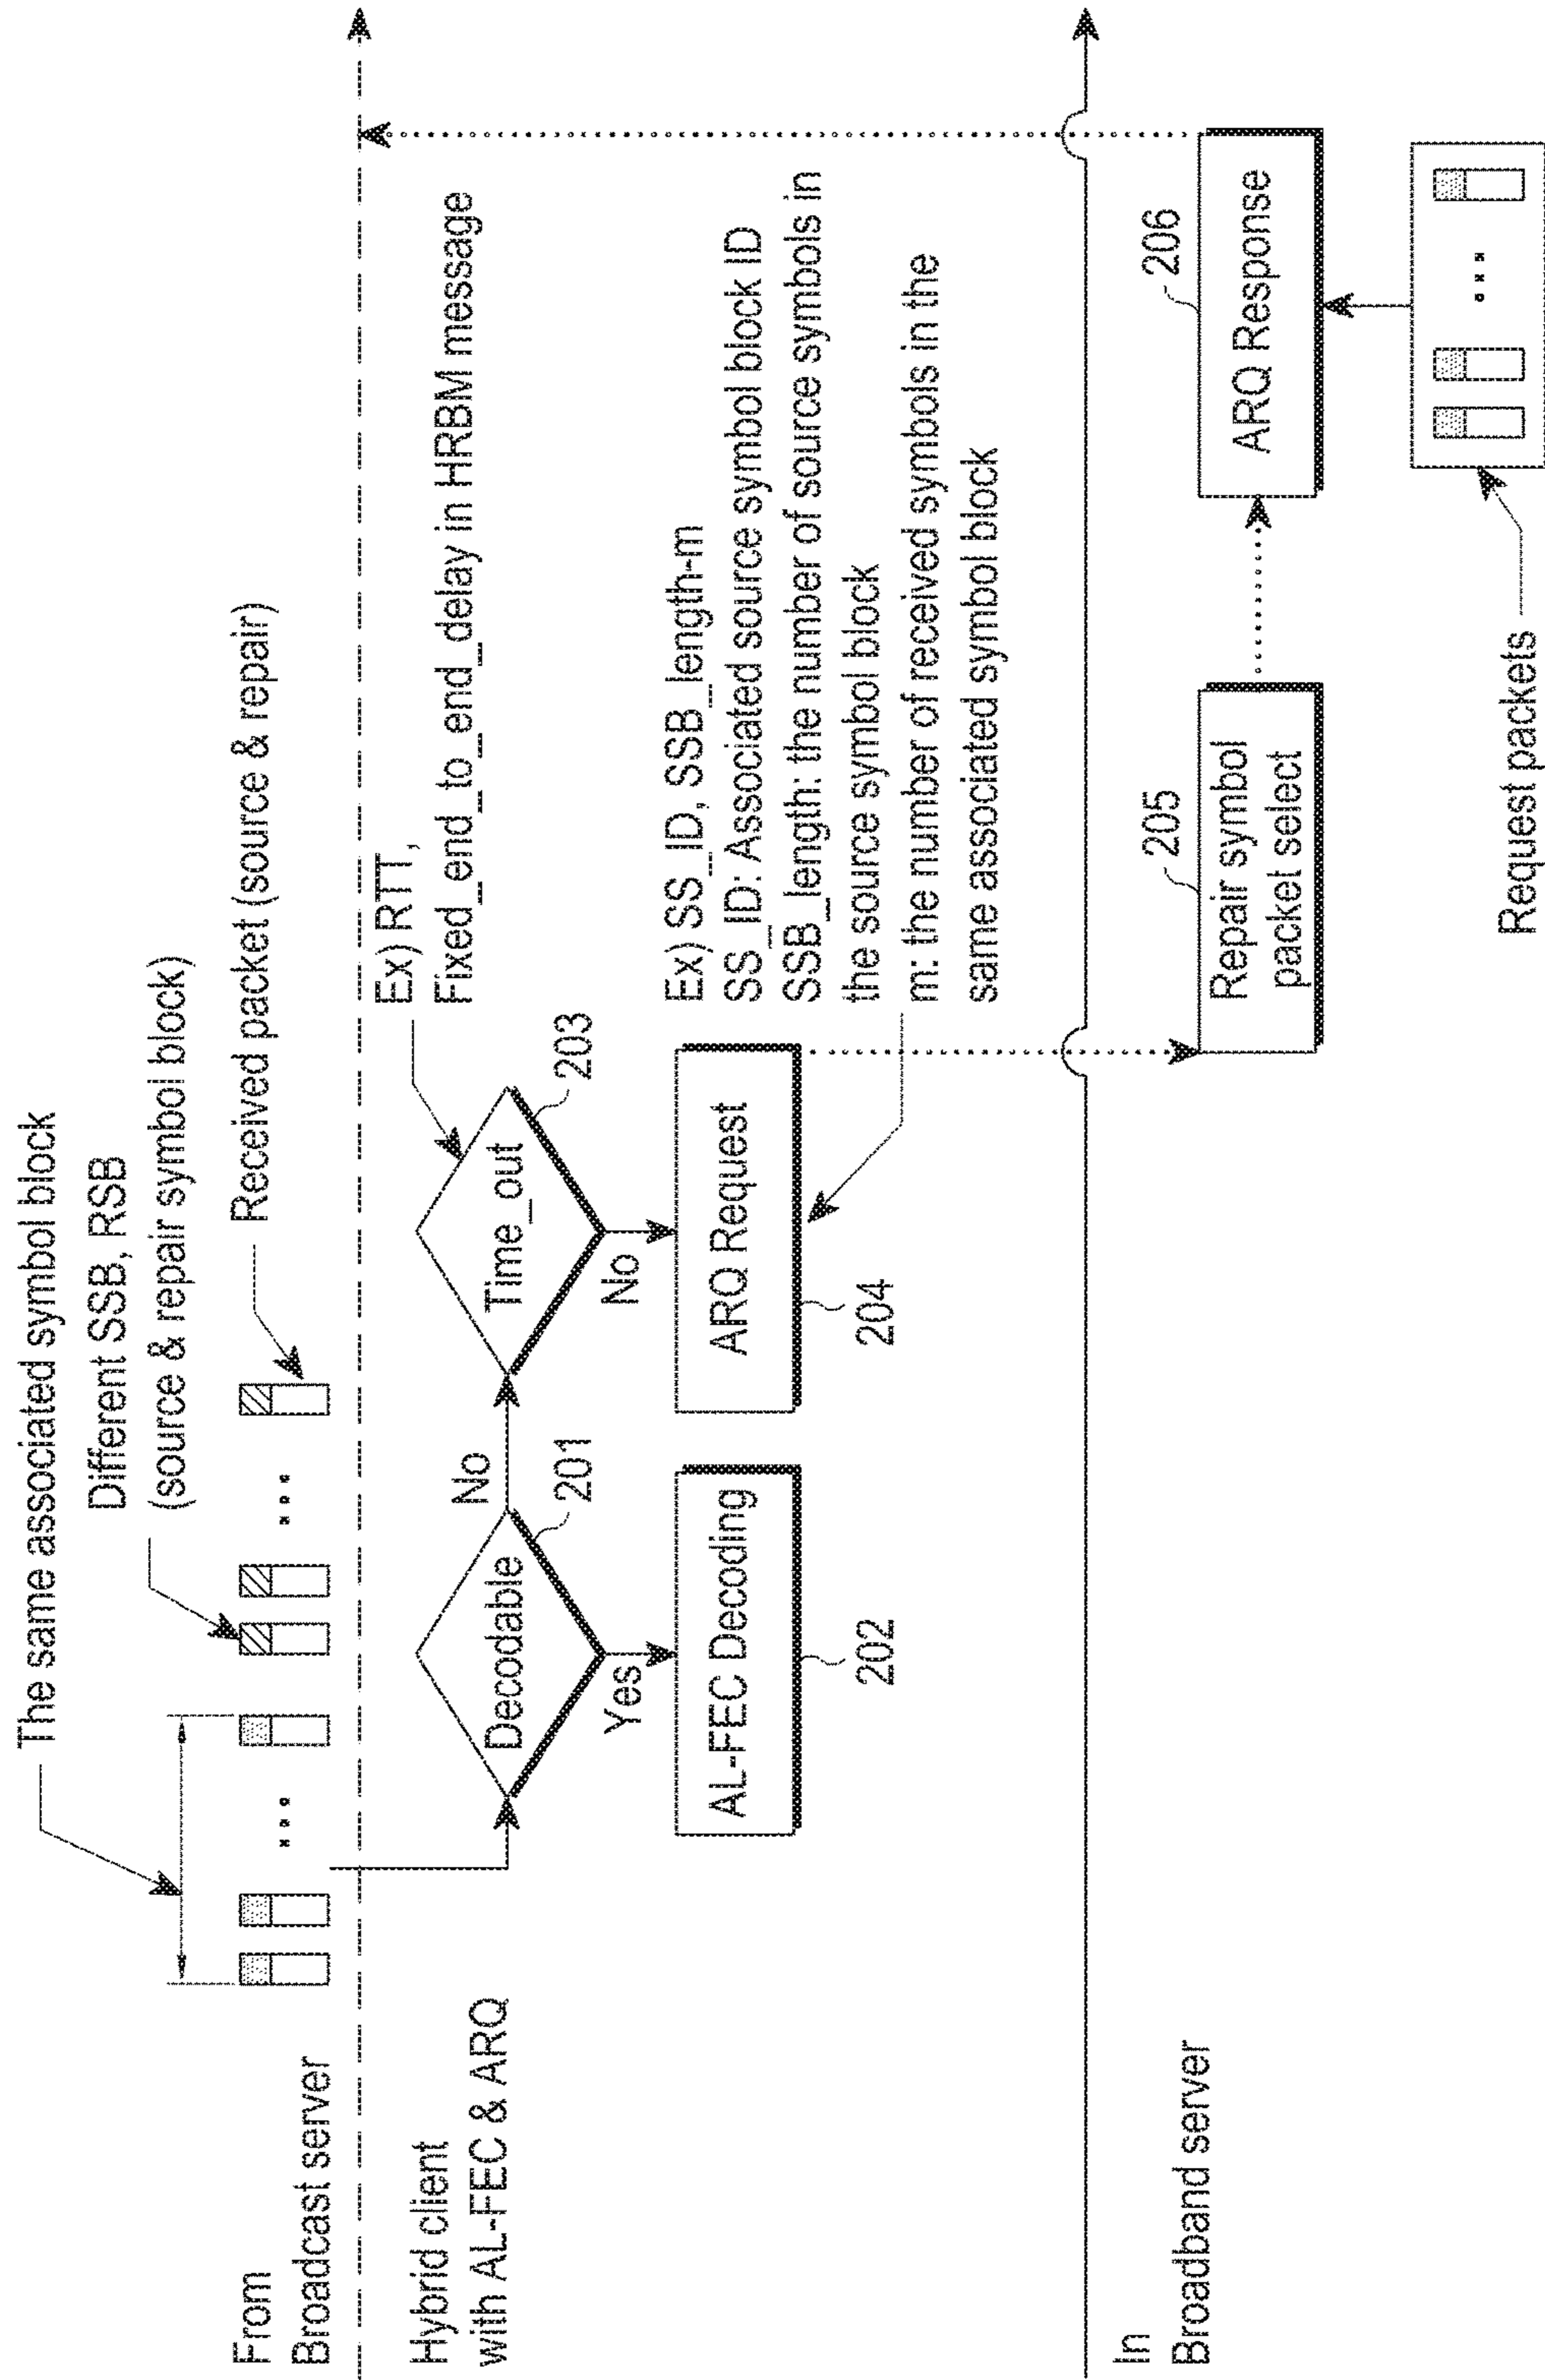 The same associated symbol block
Different SSB, RSB
(source & repair symbol block)
Received packet (source & repair)
From
Broadcast server
Hybrid client
with AL-FEC & ARQ
Decodable
201
No
Yes
AL-FEC Decoding
202
Time_out
203
No
Ex) RTT,
Fixed_end_to_end_delay in HRBM message
ARQ Request
204
Ex) SS_ID, SSB_length-m
SS_ID: Associated source symbol block ID
SSB_length: the number of source symbols in
the source symbol block
m: the number of received symbols in the
same associated symbol block
In
Broadband server
205
Repair symbol
packet select
206
ARQ Response
Request packets